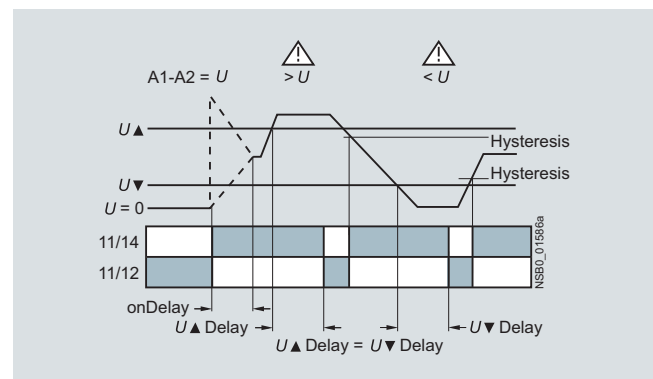 A1-A2 = U
> U
< U
U▲
Hysteresis
Hysteresis
U▼
U = 0
11/14
11/12
NSB0_01586a
onDelay
U▲ Delay
U▼ Delay
U▲ Delay = U▼ Delay